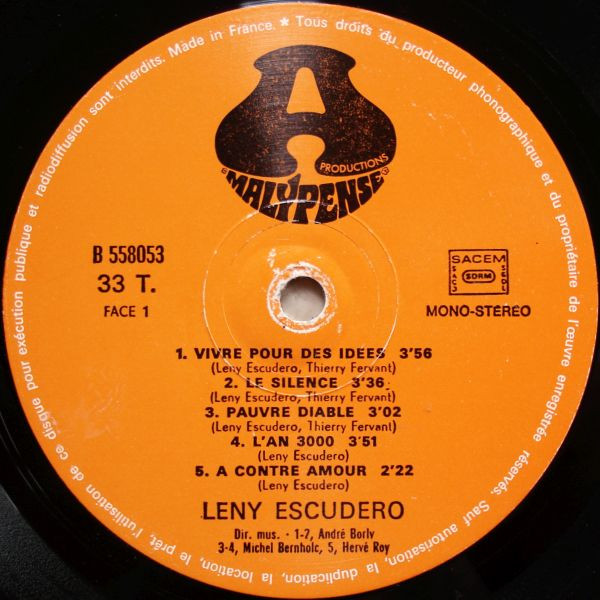 A
PRODUCTIONS
MALYPENSE
B 558053
33 T.
FACE 1
SACEM
SACD
SDRM
SGDL
MONO-STÉREO
1. VIVRE POUR DES IDEES 3'56
(Leny Escudero, Thierry Fervant)
2. LE SILENCE 3'36
(Leny Escudero, Thierry Fervant)
3. PAUVRE DIABLE 3'02
(Leny Escudero, Thierry Fervant)
4. L'AN 3000 3'51
(Leny Escudero)
5. A CONTRE AMOUR 2'22
(Leny Escudero)
LENY ESCUDERO
Dir. mus. · 1-2, André Borly
3-4, Michel Bernholc, 5, Hervé Roy
Tous droits du producteur phonographique et du propriétaire de l'œuvre enregistrée réservés. Sauf autorisation, la duplication, la location, le prêt, l'utilisation de ce disque pour exécution publique et radiodiffusion sont interdits. Made in France. *